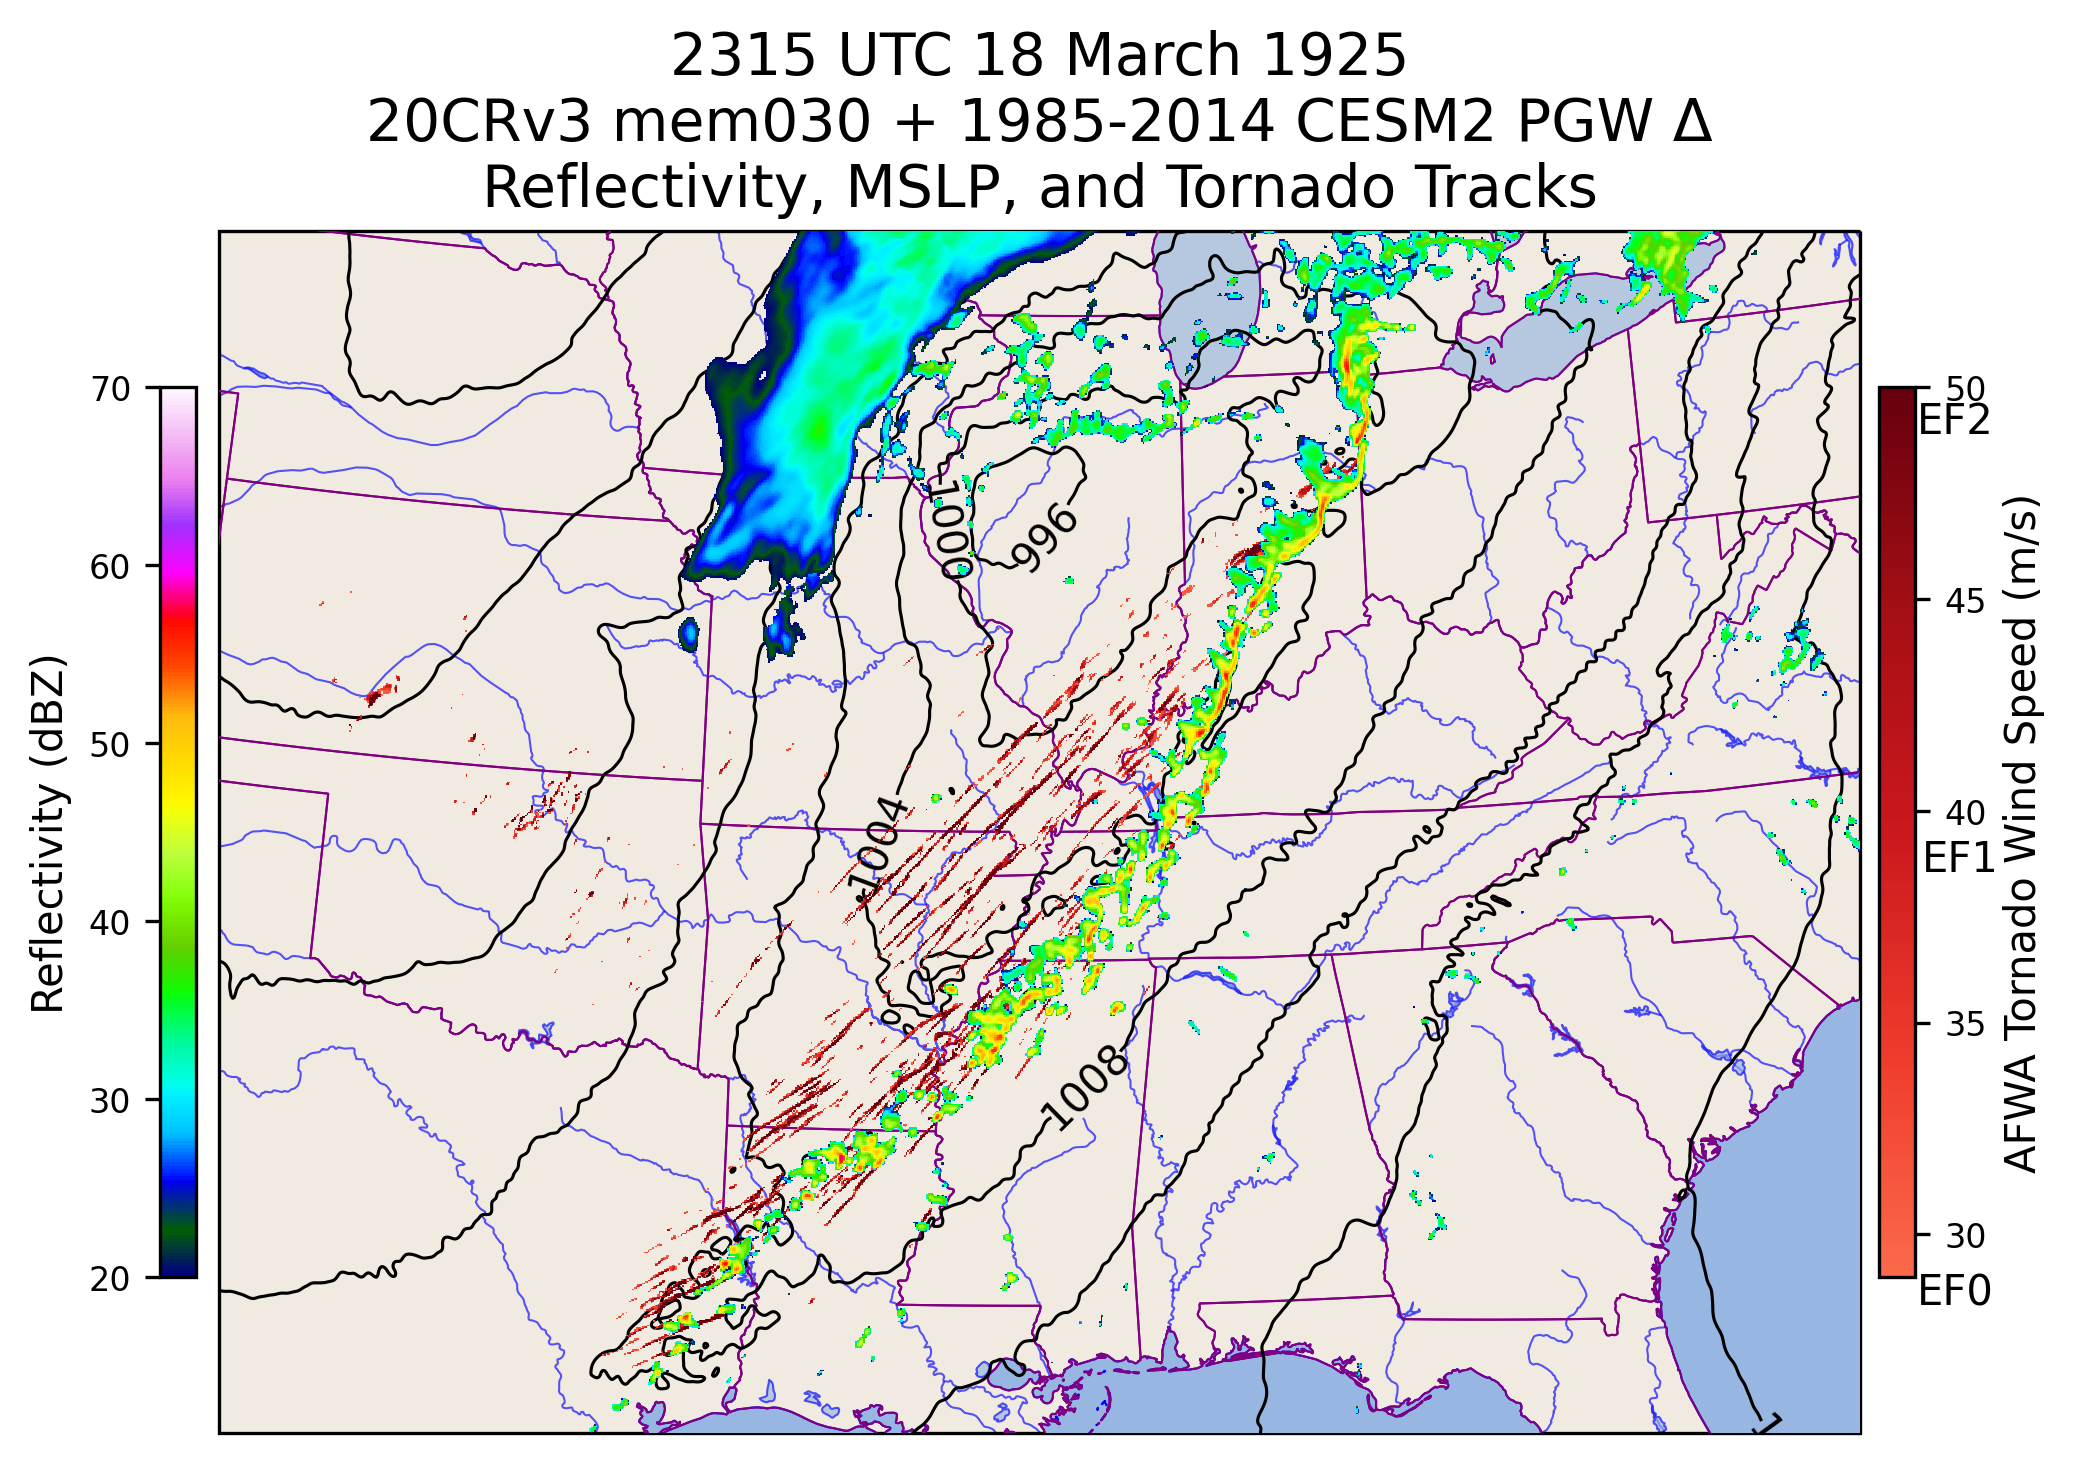 2315 UTC 18 March 1925
20CRv3 mem030 + 1985-2014 CESM2 PGW Δ
Reflectivity, MSLP, and Tornado Tracks
70
60
50
40
30
20
Reflectivity (dBZ)
1000
996
1004
1008
50
EF2
45
40
EF1
35
30
EF0
AFWA Tornado Wind Speed (m/s)